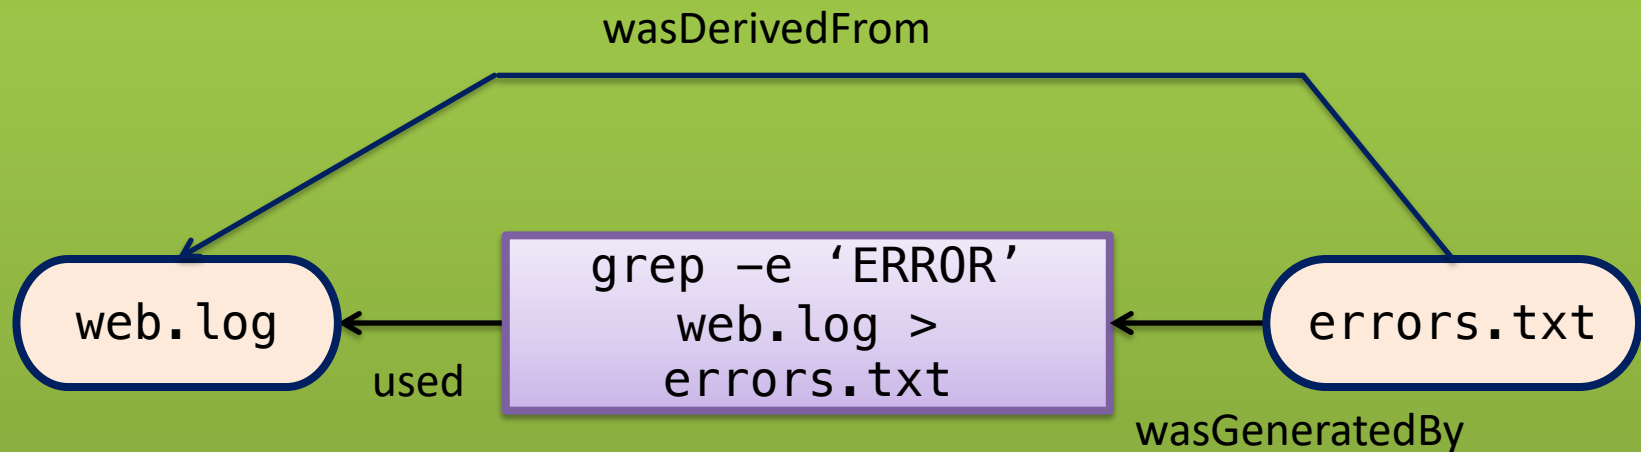 wasDerivedFrom
grep –e ‘ERROR’
web.log >
errors.txt
web.log
errors.txt
used
wasGeneratedBy